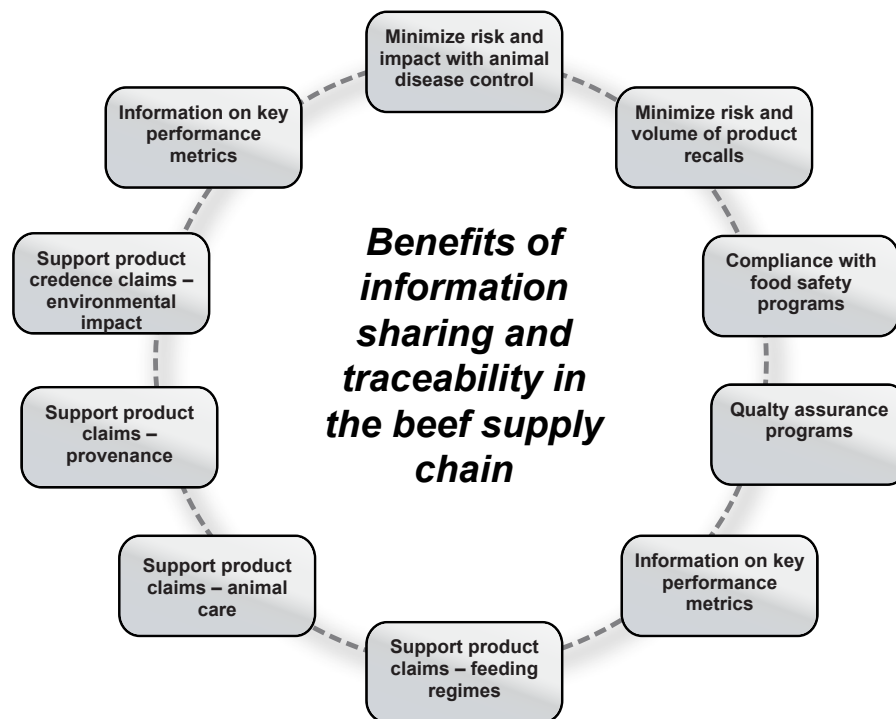 Minimize risk and
impact with animal
disease control
Minimize risk and
volume of product
recalls
Compliance with
food safety
programs
Qualty assurance
programs
Information on key
performance
metrics
Support product
claims – feeding
regimes
Support product
claims – animal
care
Support product
claims –
provenance
Support product
credence claims –
environmental
impact
Information on key
performance
metrics
Benefits of
information
sharing and
traceability in
the beef supply
chain